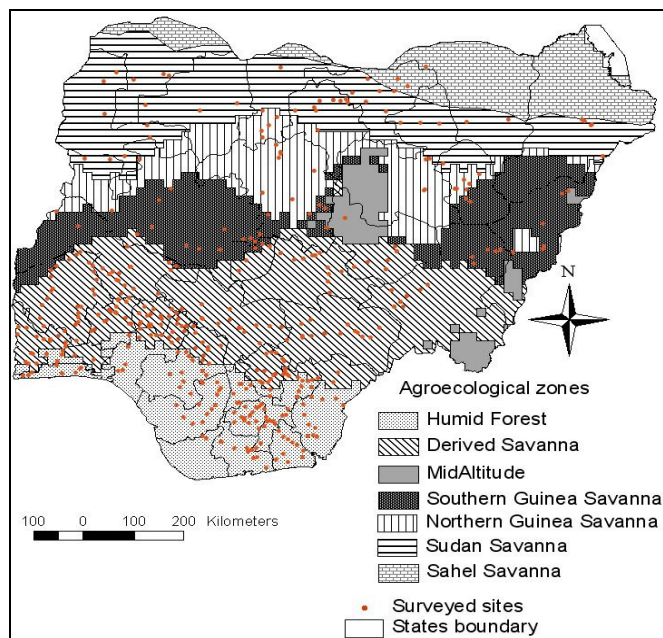 N
Agroecological zones
Humid Forest
Derived Savanna
MidAltitude
Southern Guinea Savanna
Northern Guinea Savanna
Sudan Savanna
Sahel Savanna
Surveyed sites
States boundary
100 0 100 200 Kilometers